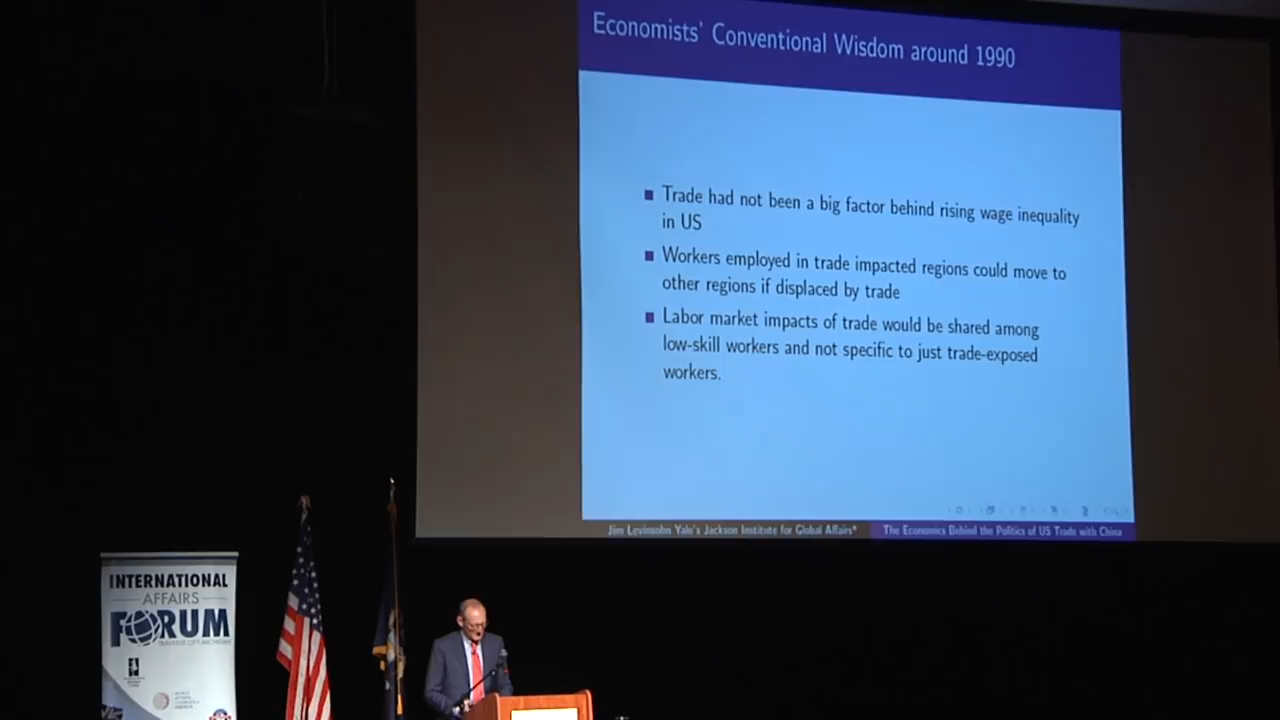 Economists' Conventional Wisdom around 1990
Trade had not been a big factor behind rising wage inequality
in US
Workers employed in trade impacted regions could move to
other regions if displaced by trade
Labor market impacts of trade would be shared among
low-skill workers and not specific to just trade-exposed
workers.
Jim Levinsohn Yale's Jackson Institute for Global Affairs*
The Economics Behind the Politics of US Trade with China
INTERNATIONAL
AFFAIRS
FORUM
TRAVERSE CITY, MICHIGAN